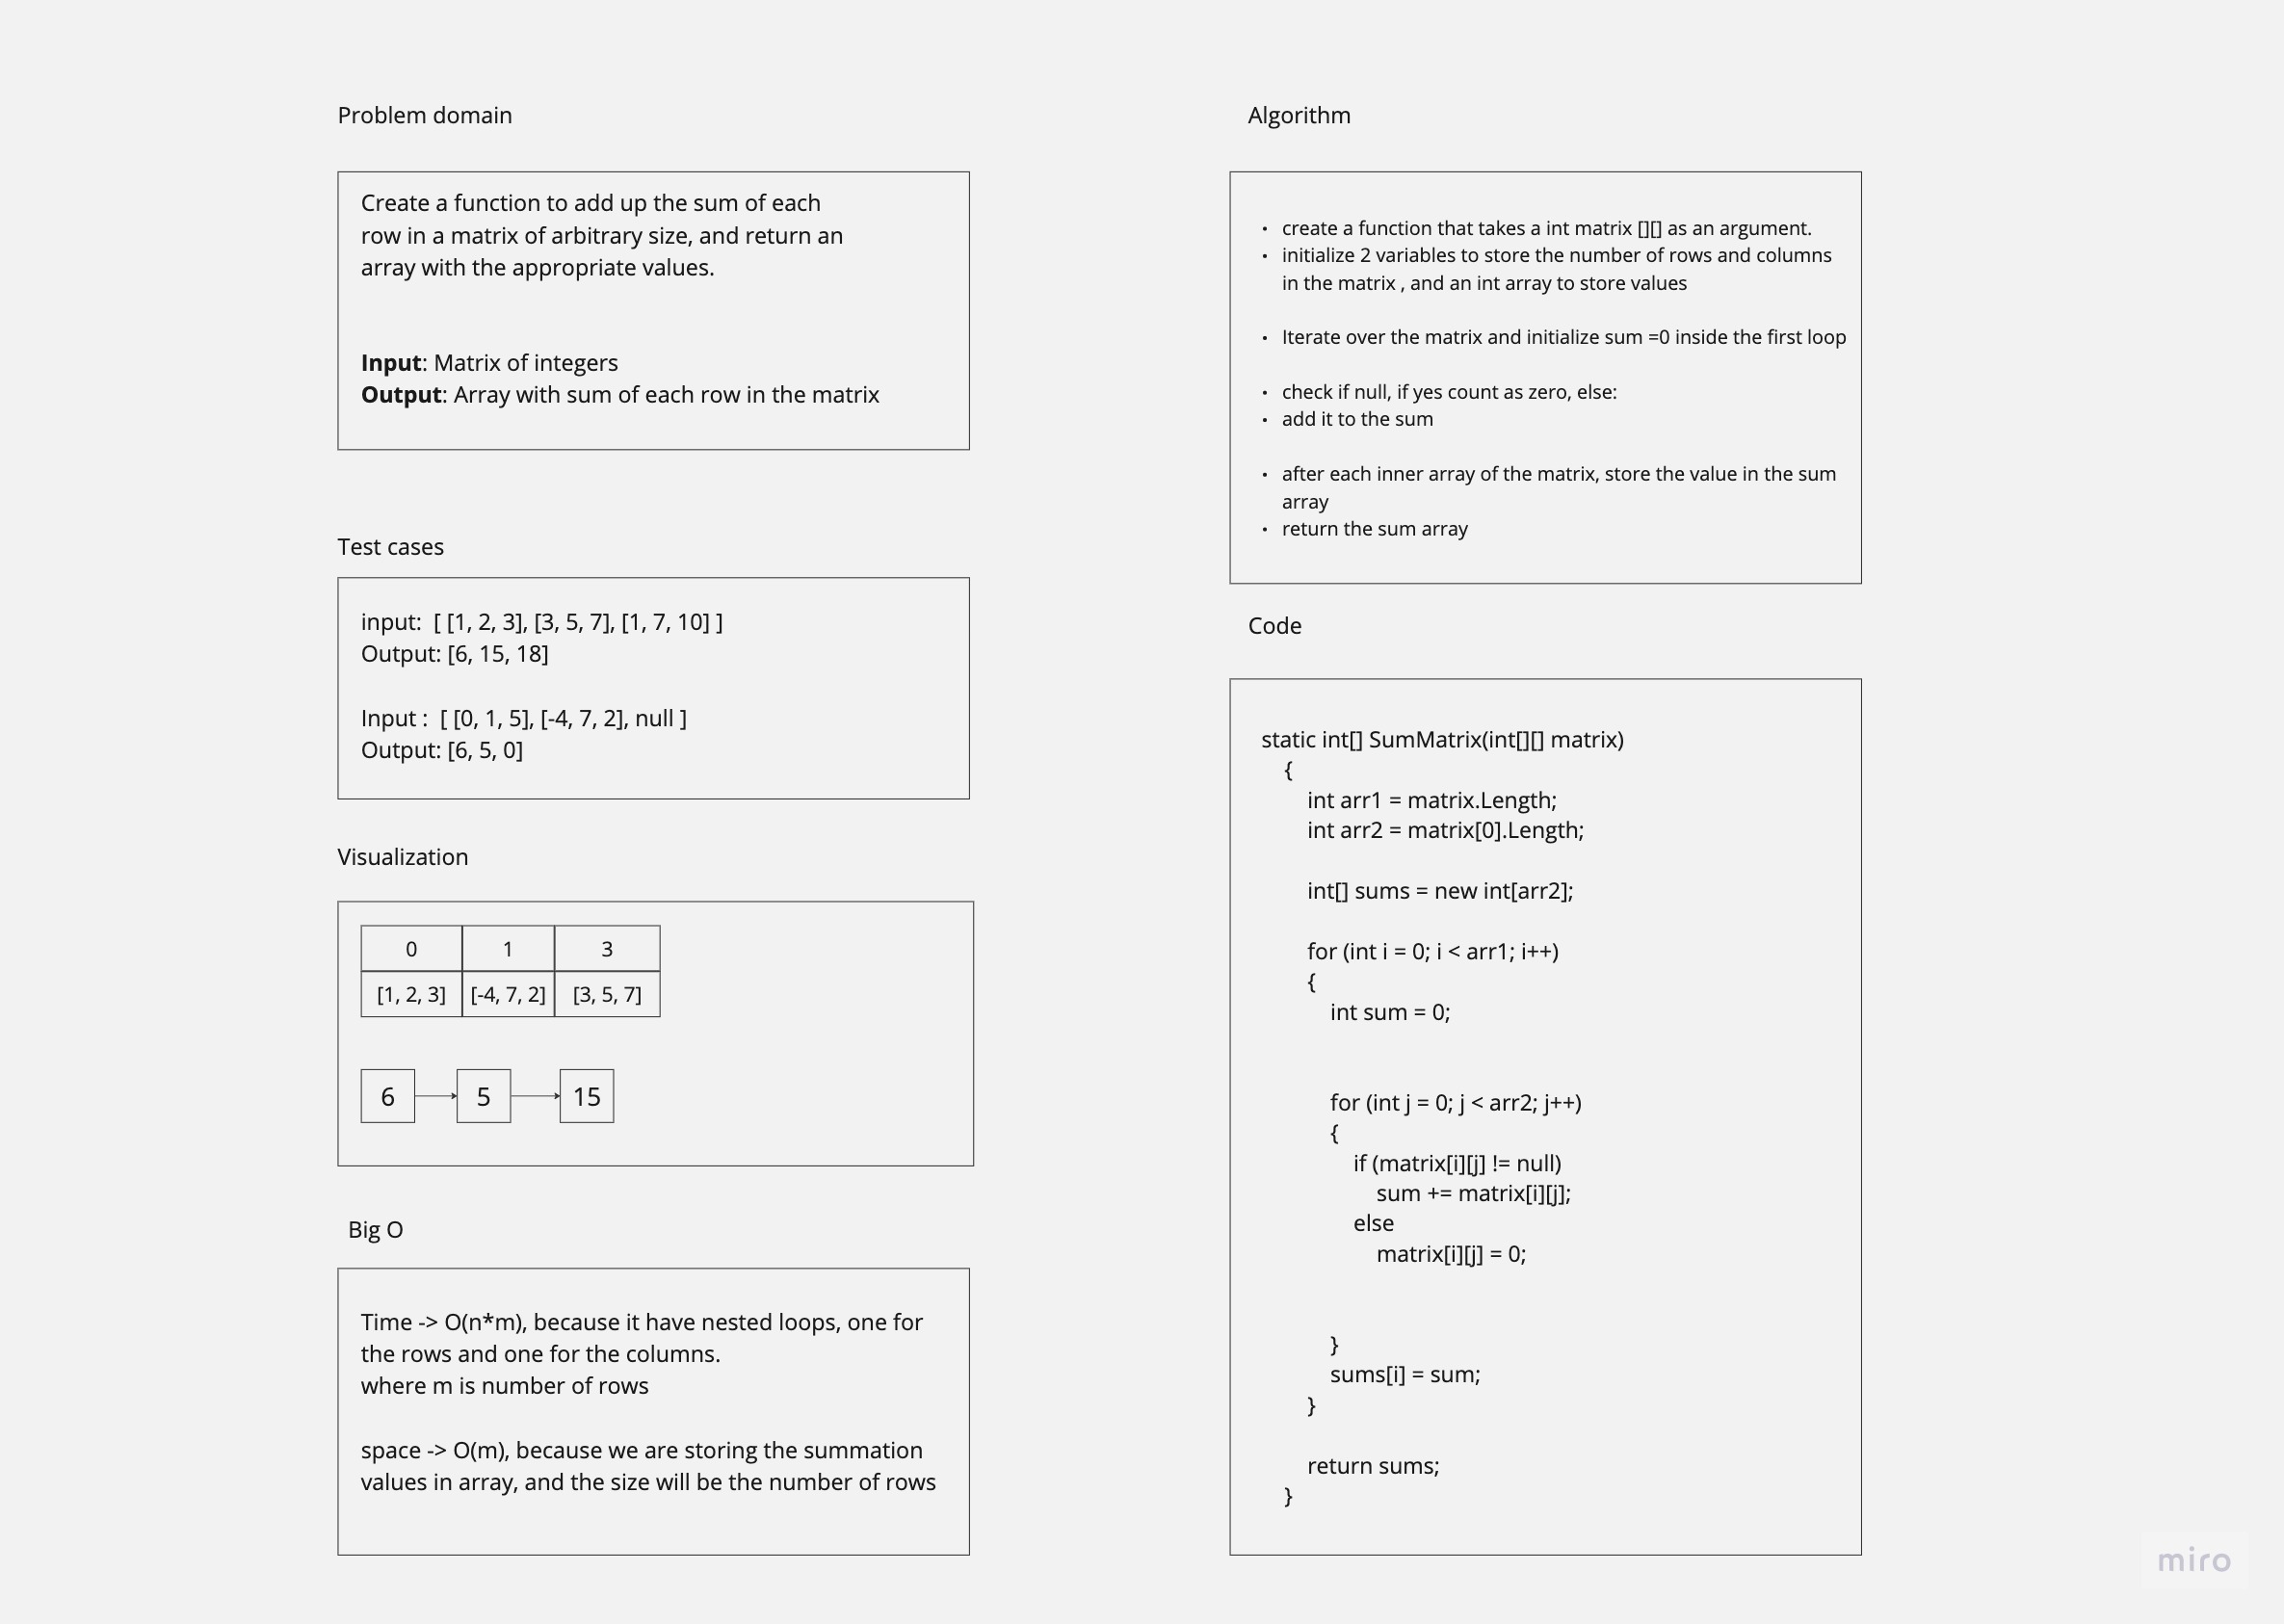 Problem domain
Create a function to add up the sum of each
row in a matrix of arbitrary size, and return an
array with the appropriate values.
Input: Matrix of integers
Output: Array with sum of each row in the matrix
Test cases
input:  [ [1, 2, 3], [3, 5, 7], [1, 7, 10] ]
Output: [6, 15, 18]
Input :  [ [0, 1, 5], [-4, 7, 2], null ]
Output: [6, 5, 0]
Visualization
0 1 3
[1, 2, 3] [-4, 7, 2] [3, 5, 7]
6 5 15
Big O
Time -> O(n*m), because it have nested loops, one for
the rows and one for the columns.
where m is number of rows
space -> O(m), because we are storing the summation
values in array, and the size will be the number of rows
Algorithm
• create a function that takes a int matrix [][] as an argument.
• initialize 2 variables to store the number of rows and columns
in the matrix , and an int array to store values
• Iterate over the matrix and initialize sum =0 inside the first loop
• check if null, if yes count as zero, else:
• add it to the sum
• after each inner array of the matrix, store the value in the sum
array
• return the sum array
Code
static int[] SumMatrix(int[][] matrix)
{
int arr1 = matrix.Length;
int arr2 = matrix[0].Length;
int[] sums = new int[arr2];
for (int i = 0; i < arr1; i++)
{
int sum = 0;
for (int j = 0; j < arr2; j++)
{
if (matrix[i][j] != null)
sum += matrix[i][j];
else
matrix[i][j] = 0;
}
sums[i] = sum;
}
return sums;
}
miro